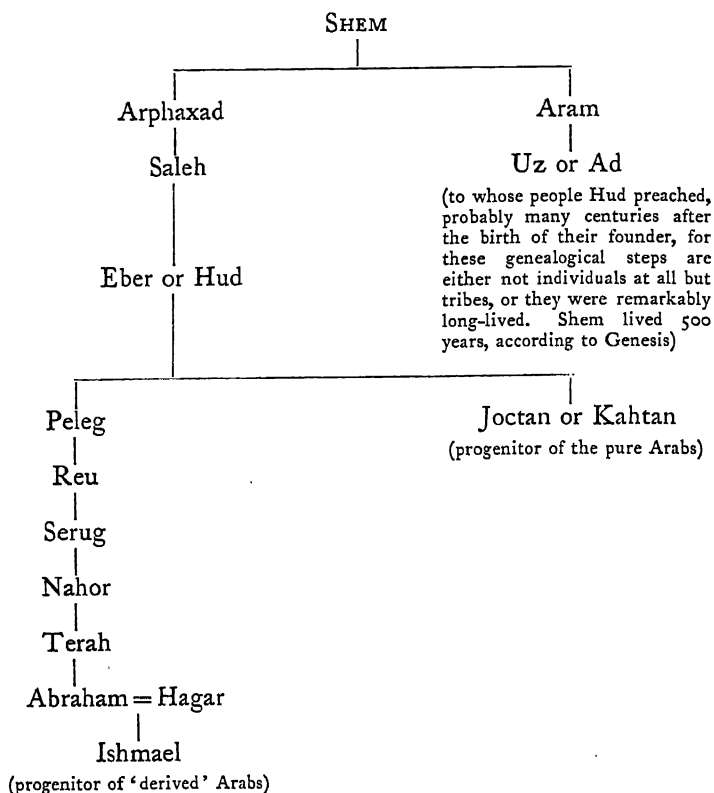 SHEM
Arphaxad
Aram
Saleh
Uz or Ad
(to whose people Hud preached,
probably many centuries after
the birth of their founder, for
these genealogical steps are
either not individuals at all but
tribes, or they were remarkably
long-lived. Shem lived 500
years, according to Genesis)
Eber or Hud
Peleg
Joctan or Kahtan
(progenitor of the pure Arabs)
Reu
Serug
Nahor
Terah
Abraham = Hagar
Ishmael
(progenitor of ‘derived’ Arabs)